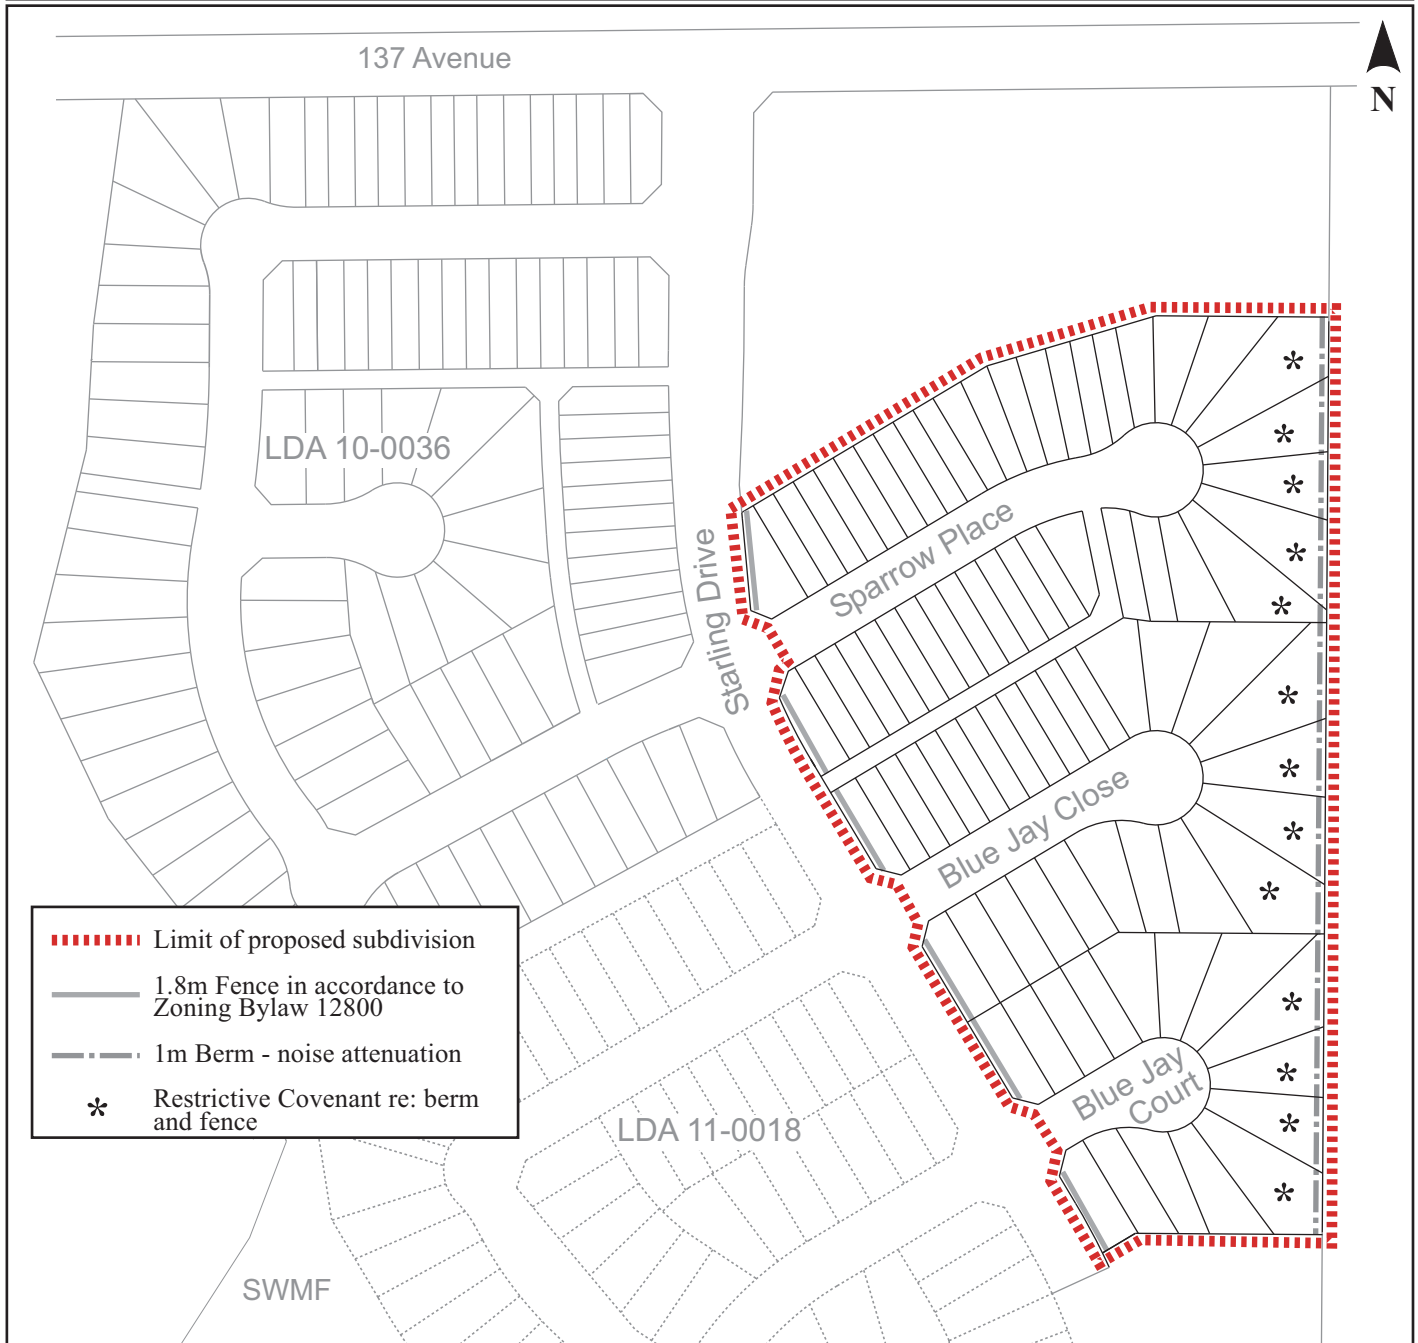 137 Avenue
N
LDA 10-0036
Starling Drive
Sparrow Place
Blue Jay Close
Limit of proposed subdivision
1.8m Fence in accordance to
Zoning Bylaw 12800
1m Berm - noise attenuation
* Restrictive Covenant re: berm
and fence
Blue Jay
Court
LDA 11-0018
SWMF